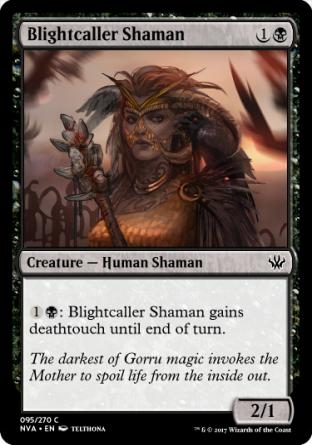 Blightcaller Shaman 1
Creature — Human Shaman
1 : Blightcaller Shaman gains
deathtouch until end of turn.
The darkest of Gorru magic invokes the
Mother to spoil life from the inside out.
2/1
095/270 C
NVA • EN TELTHONA
™ & © 2017 Wizards of the Coast